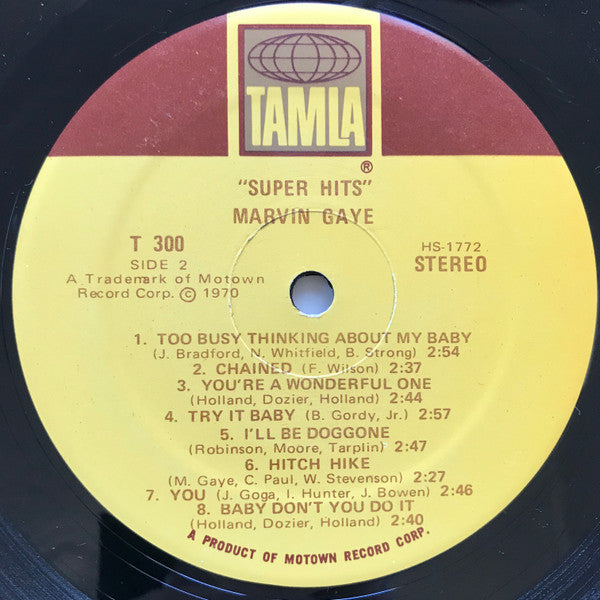 TAMLA
®
"SUPER HITS"
MARVIN GAYE
T 300
SIDE 2
A Trademark of Motown
Record Corp. © 1970
HS-1772
STEREO
1. TOO BUSY THINKING ABOUT MY BABY
(J. Bradford, N. Whitfield, B. Strong) 2:54
2. CHAINED (F. Wilson) 2:37
3. YOU'RE A WONDERFUL ONE
(Holland, Dozier, Holland) 2:44
4. TRY IT BABY (B. Gordy, Jr.) 2:57
5. I'LL BE DOGGONE
(Robinson, Moore, Tarplin) 2:47
6. HITCH HIKE
(M. Gaye, C. Paul, W. Stevenson) 2:27
7. YOU (J. Goga, I. Hunter, J. Bowen) 2:46
8. BABY DON'T YOU DO IT
(Holland, Dozier, Holland) 2:40
A PRODUCT OF MOTOWN RECORD CORP.